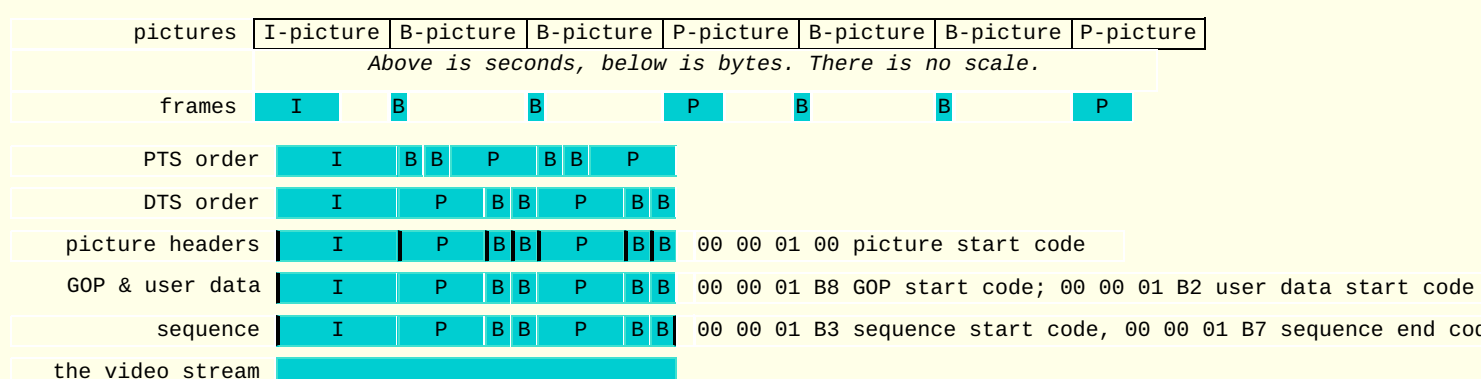 pictures I-picture B-picture B-picture P-picture B-picture B-picture P-picture
Above is seconds, below is bytes. There is no scale.
frames I B B P B B P
PTS order I B B P B B P
DTS order I P B B P B B
picture headers I P B B P B B 00 00 01 00 picture start code
GOP & user data I P B B P B B 00 00 01 B8 GOP start code; 00 00 01 B2 user data start code
sequence I P B B P B B 00 00 01 B3 sequence start code, 00 00 01 B7 sequence end
the video stream